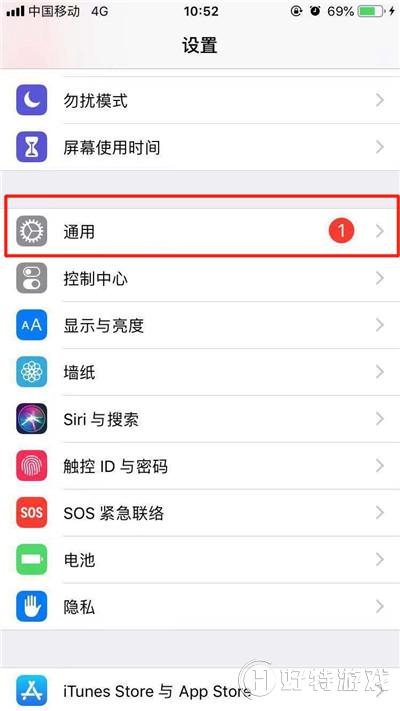 中国移动 4G 10:52 69%
设置
勿扰模式
屏幕使用时间
通用 1
控制中心
AA 显示与亮度
墙纸
Siri 与搜索
触控 ID 与密码
SOS SOS 紧急联络
电池
隐私
iTunes Store 与 App Store
H 好特游戏